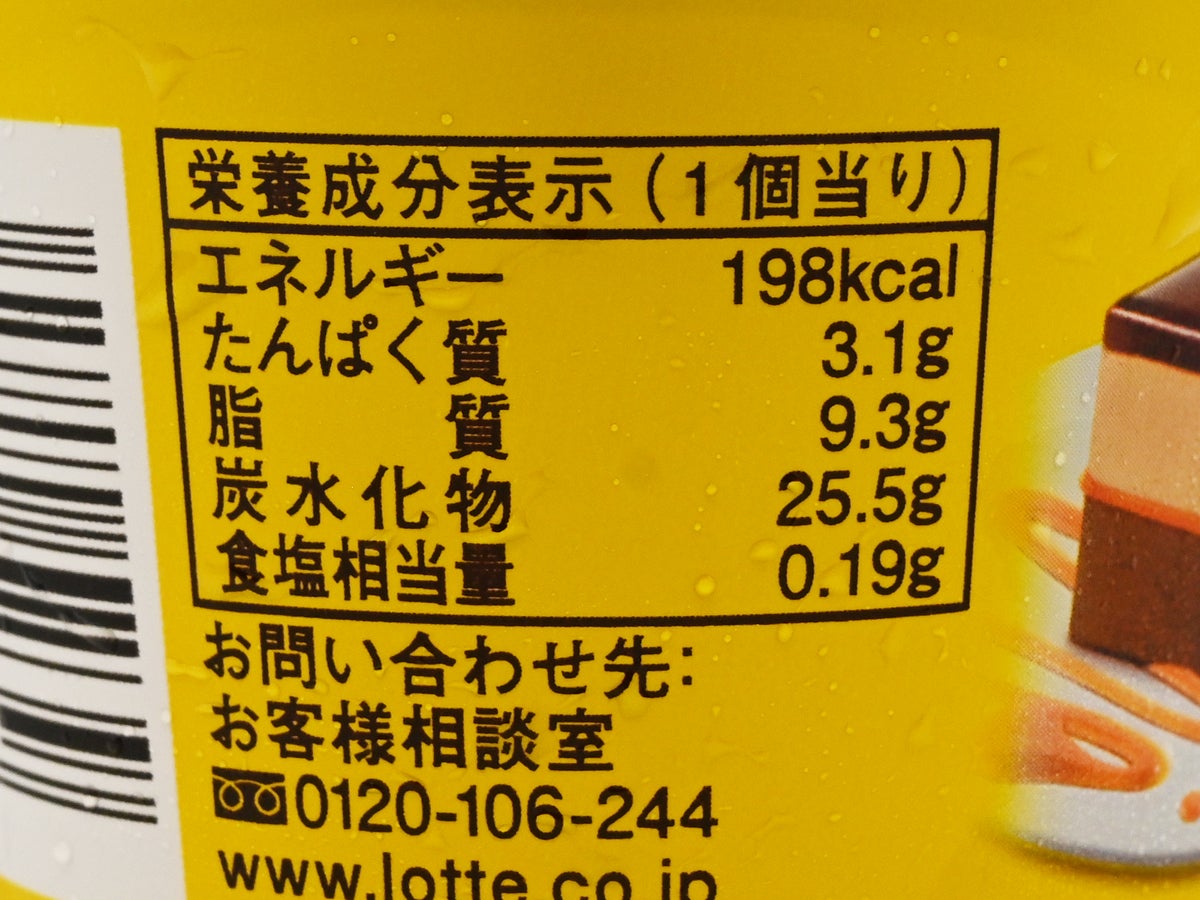 栄養成分表示(1個当り)
エネルギー 198kcal
たんぱく質 3.1g
脂質 9.3g
炭水化物 25.5g
食塩相当量 0.19g
お問い合わせ先:
お客様相談室
0120-106-244
www.lotte.co.jp